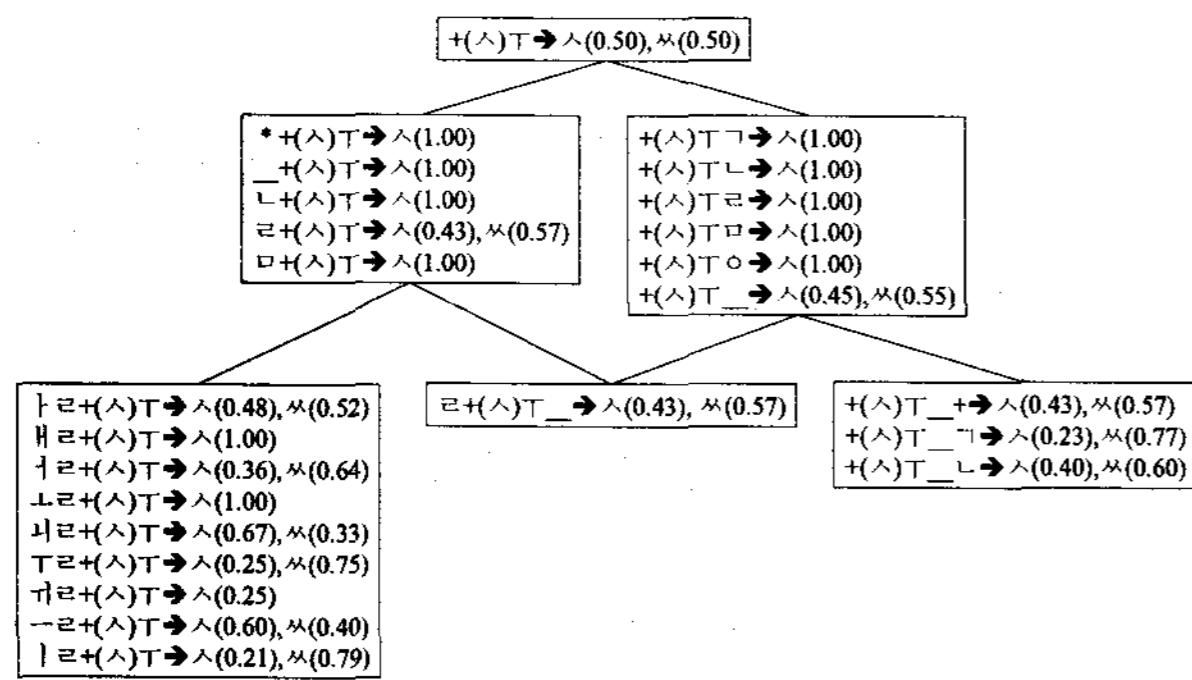 +(ㅅ)ㅜ➔ㅅ(0.50),ㅆ(0.50)
*+(ㅅ)ㅜ➔ㅅ(1.00)
_+(ㅅ)ㅜ➔ㅅ(1.00)
ㄴ+(ㅅ)ㅜ➔ㅅ(1.00)
ㄹ+(ㅅ)ㅜ➔ㅅ(0.43),ㅆ(0.57)
ㅁ+(ㅅ)ㅜ➔ㅅ(1.00)
+(ㅅ)ㅜㄱ➔ㅅ(1.00)
+(ㅅ)ㅜㄴ➔ㅅ(1.00)
+(ㅅ)ㅜㄹ➔ㅅ(1.00)
+(ㅅ)ㅜㅁ➔ㅅ(1.00)
+(ㅅ)ㅜㅇ➔ㅅ(1.00)
+(ㅅ)ㅜ_➔ㅅ(0.45),ㅆ(0.55)
ㅏㄹ+(ㅅ)ㅜ➔ㅅ(0.48),ㅆ(0.52)
ㅐㄹ+(ㅅ)ㅜ➔ㅅ(1.00)
ㅓㄹ+(ㅅ)ㅜ➔ㅅ(0.36),ㅆ(0.64)
ㅗㄹ+(ㅅ)ㅜ➔ㅅ(1.00)
ㅚㄹ+(ㅅ)ㅜ➔ㅅ(0.67),ㅆ(0.33)
ㅜㄹ+(ㅅ)ㅜ➔ㅅ(0.25),ㅆ(0.75)
ㅟㄹ+(ㅅ)ㅜ➔ㅅ(0.25)
ㅡㄹ+(ㅅ)ㅜ➔ㅅ(0.60),ㅆ(0.40)
ㅣㄹ+(ㅅ)ㅜ➔ㅅ(0.21),ㅆ(0.79)
ㄹ+(ㅅ)ㅜ_➔ㅅ(0.43), ㅆ(0.57)
+(ㅅ)ㅜ_+➔ㅅ(0.43),ㅆ(0.57)
+(ㅅ)ㅜ_ㄲ➔ㅅ(0.23),ㅆ(0.77)
+(ㅅ)ㅜ_ㄴ➔ㅅ(0.40),ㅆ(0.60)